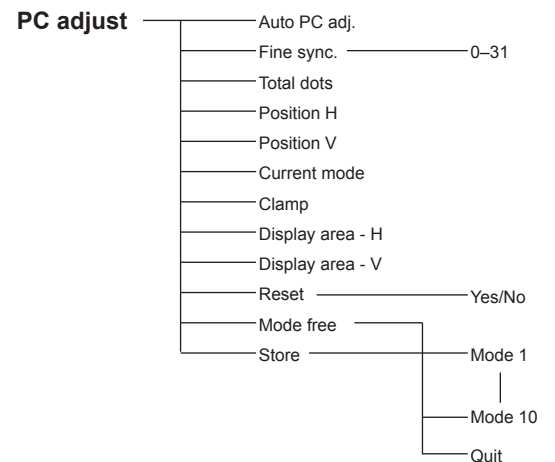 PC adjust
Auto PC adj.
Fine sync.
0–31
Total dots
Position H
Position V
Current mode
Clamp
Display area - H
Display area - V
Reset
Yes/No
Mode free
Store
Mode 1
Mode 10
Quit